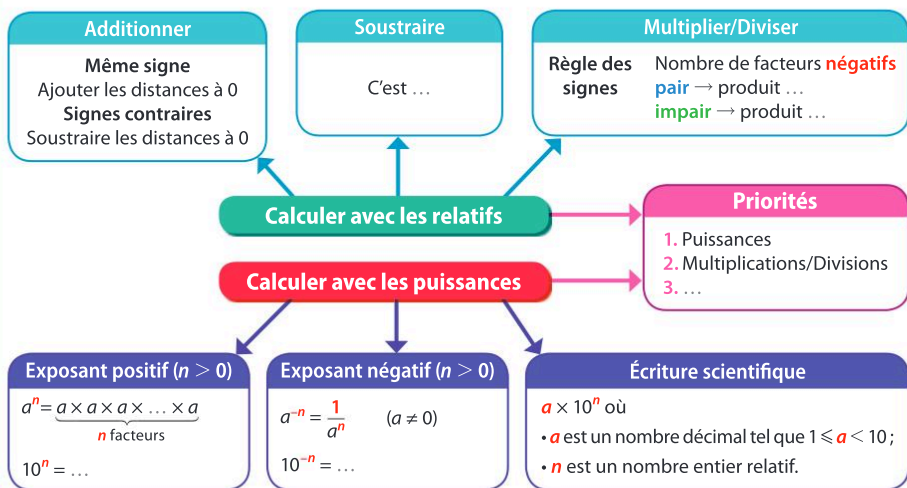 Additionner
Même signe
Ajouter les distances à 0
Signes contraires
Soustraire les distances à 0
Soustraire
C'est …
Multiplier/Diviser
Règle des
signes
Nombre de facteurs négatifs
pair → produit …
impair → produit …
Calculer avec les relatifs
Calculer avec les puissances
Priorités
1. Puissances
2. Multiplications/Divisions
3. …
Exposant positif (n > 0)
aⁿ = a × a × a × … × a
n facteurs
10ⁿ = …
Exposant négatif (n > 0)
a⁻ⁿ = 1/aⁿ (a ≠ 0)
10⁻ⁿ = …
Écriture scientifique
a × 10ⁿ où
• a est un nombre décimal tel que 1 ⩽ a < 10 ;
• n est un nombre entier relatif.